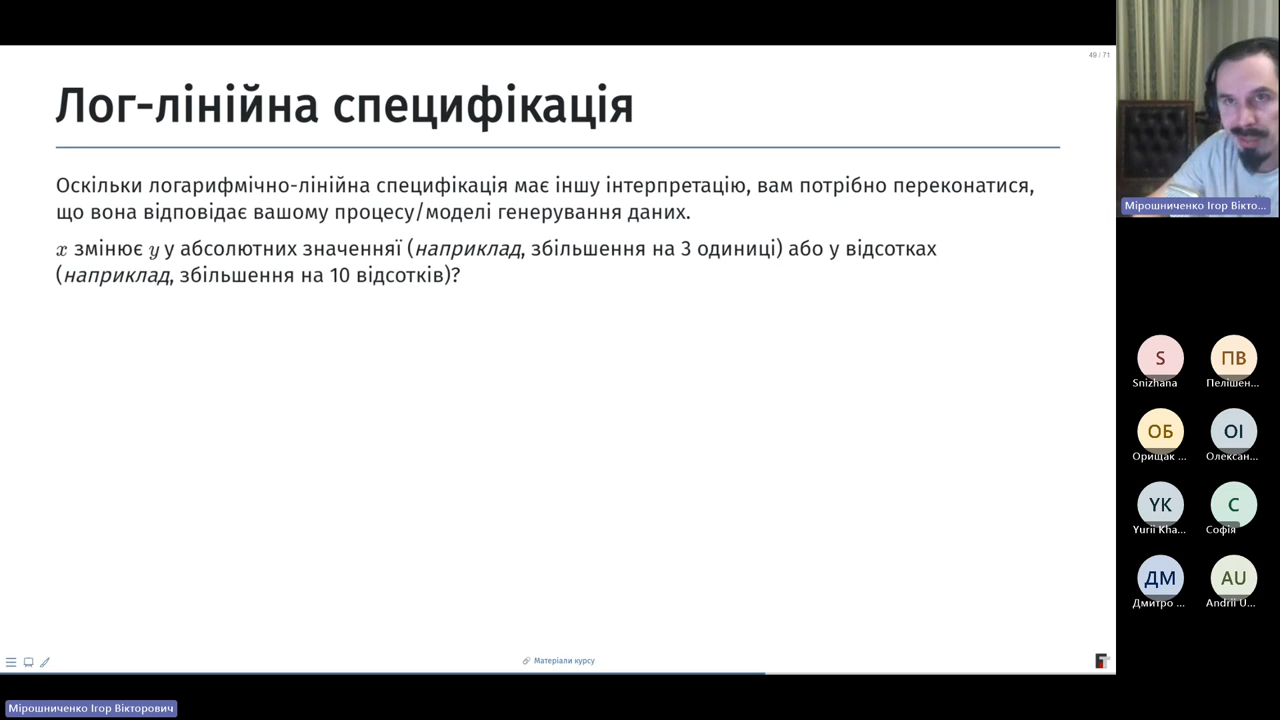 49 / 71
Лог-лінійна специфікація
Оскільки логарифмічно-лінійна специфікація має іншу інтерпретацію, вам потрібно переконатися,
що вона відповідає вашому процесу/моделі генерування даних.
x змінює y у абсолютних значенняї (наприклад, збільшення на 3 одиниці) або у відсотках
(наприклад, збільшення на 10 відсотків)?
Матеріали курсу
Мірошниченко Ігор Вікто...
S
ПВ
Snizhana
Пелішен...
ОБ
ОІ
Орищак ...
Олексан...
YK
С
Yurii Kha...
Софія
ДМ
AU
Дмитро ...
Andrii U...
Мірошниченко Ігор Вікторович